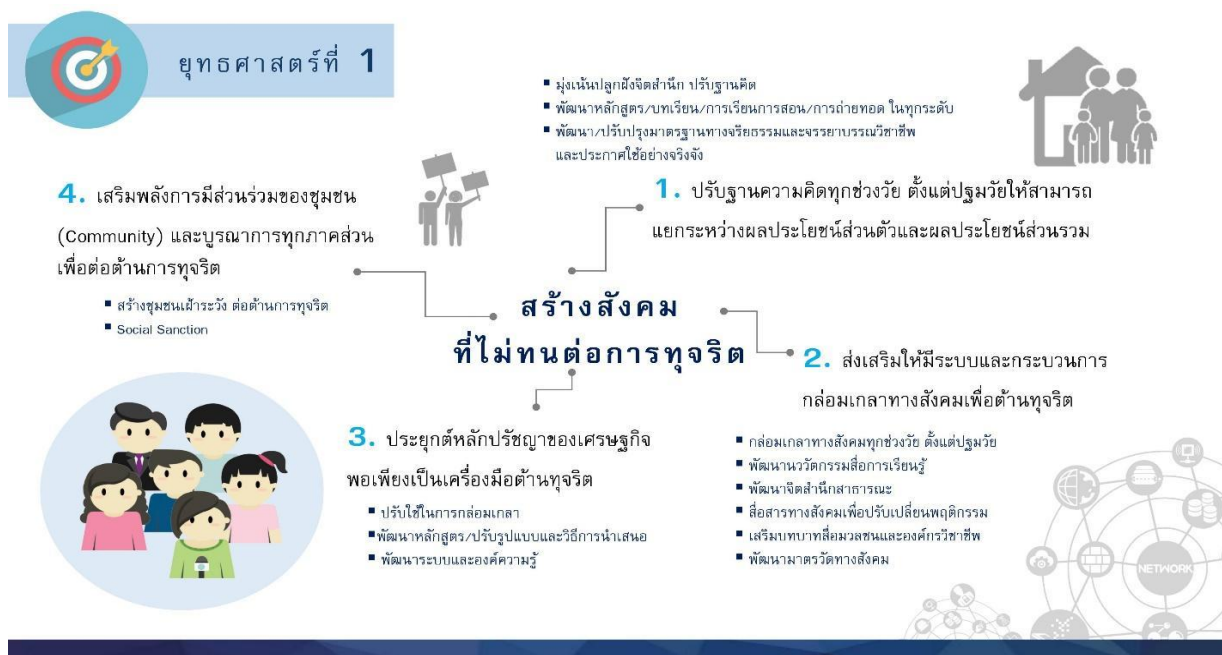 ยุทธศาสตร์ที่ 1
▪ มุ่งเน้นปลูกฝังจิตสำนึก ปรับฐานคิด
▪ พัฒนาหลักสูตร/บทเรียน/การเรียนการสอน/การถ่ายทอด ในทุกระดับ
▪ พัฒนา/ปรับปรุงมาตรฐานทางจริยธรรมและจรรยาบรรณวิชาชีพ
และประกาศใช้อย่างจริงจัง
1. ปรับฐานความคิดทุกช่วงวัย ตั้งแต่ปฐมวัยให้สามารถ
แยกระหว่างผลประโยชน์ส่วนตัวและผลประโยชน์ส่วนรวม
4. เสริมพลังการมีส่วนร่วมของชุมชน
(Community) และบูรณาการทุกภาคส่วน
เพื่อต่อต้านการทุจริต
▪ สร้างชุมชนเฝ้าระวัง ต่อต้านการทุจริต
▪ Social Sanction
สร้างสังคม
ที่ไม่ทนต่อการทุจริต
2. ส่งเสริมให้มีระบบและกระบวนการ
กล่อมเกลาทางสังคมเพื่อต้านทุจริต
▪ กล่อมเกลาทางสังคมทุกช่วงวัย ตั้งแต่ปฐมวัย
▪ พัฒนานวัตกรรมสื่อการเรียนรู้
▪ พัฒนาจิตสำนึกสาธารณะ
▪ สื่อสารทางสังคมเพื่อปรับเปลี่ยนพฤติกรรม
▪ เสริมบทบาทสื่อมวลชนและองค์กรวิชาชีพ
▪ พัฒนามาตรวัดทางสังคม
3. ประยุกต์หลักปรัชญาของเศรษฐกิจ
พอเพียงเป็นเครื่องมือต้านทุจริต
▪ ปรับใช้ในการกล่อมเกลา
▪พัฒนาหลักสูตร/ปรับรูปแบบและวิธีการนำเสนอ
▪ พัฒนาระบบและองค์ความรู้
NETWORK